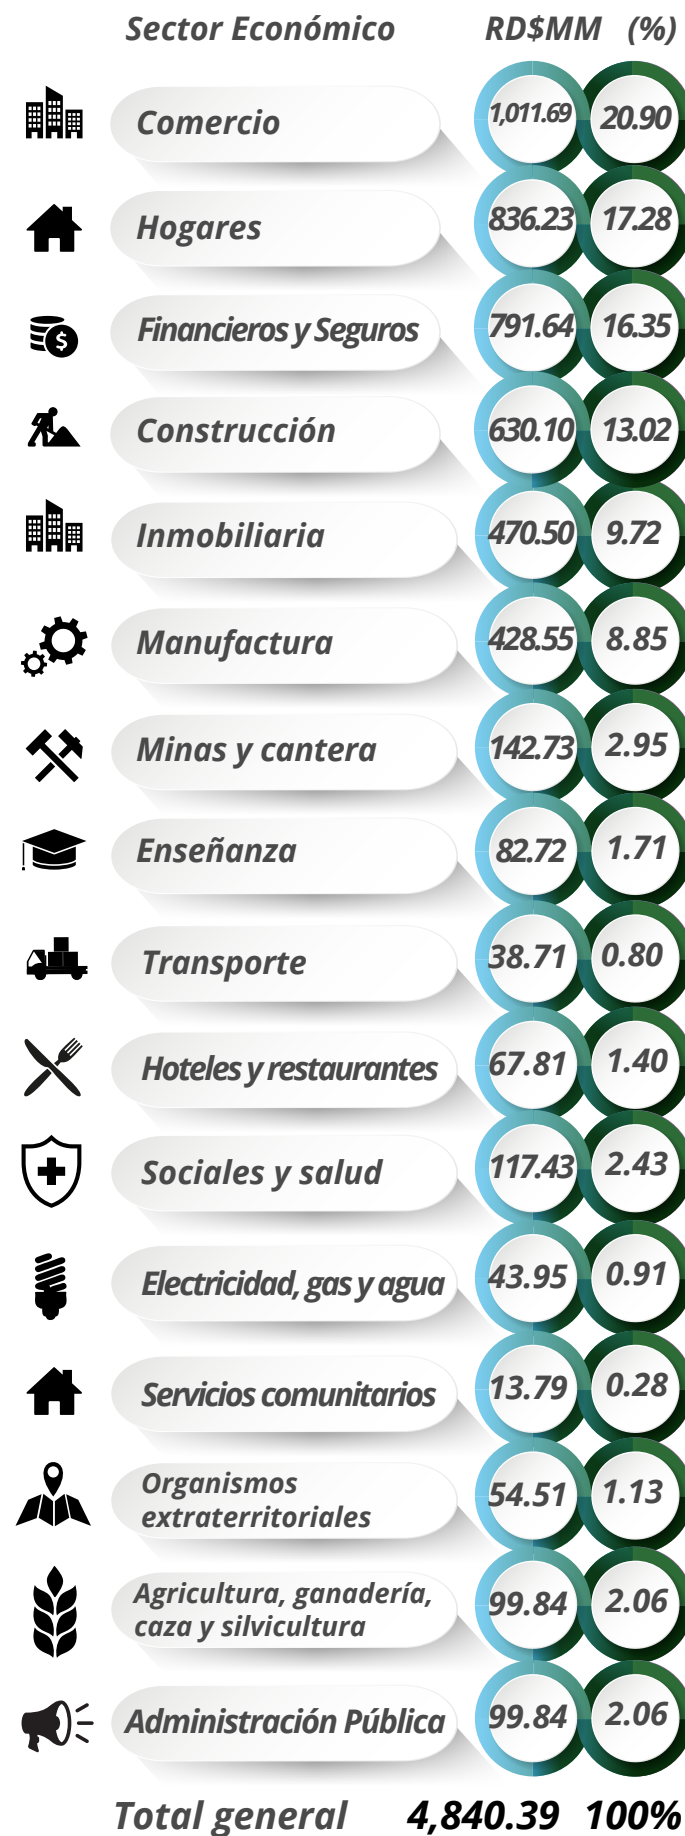 Sector Económico RD$MM (%)
Comercio 1,011.69 20.90
Hogares 836.23 17.28
Financieros y Seguros 791.64 16.35
$
Construcción 630.10 13.02
Inmobiliaria 470.50 9.72
Manufactura 428.55 8.85
Minas y cantera 142.73 2.95
Enseñanza 82.72 1.71
Transporte 38.71 0.80
Hoteles y restaurantes 67.81 1.40
Sociales y salud 117.43 2.43
Electricidad, gas y agua 43.95 0.91
Servicios comunitarios 13.79 0.28
Organismos
extraterritoriales 54.51 1.13
Agricultura, ganadería,
caza y silvicultura 99.84 2.06
Administración Pública 99.84 2.06
Total general 4,840.39 100%